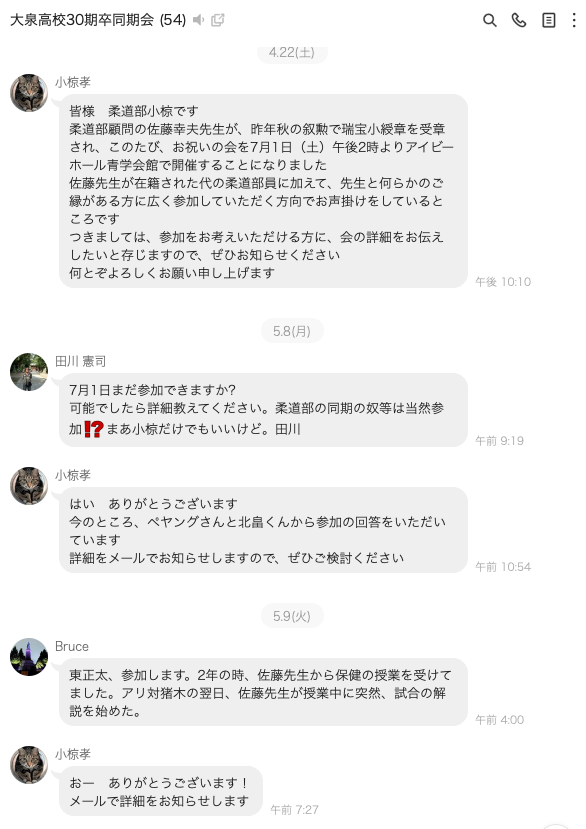 大泉高校30期卒同期会 (54)
4.22(土)
小椋孝
皆様　柔道部小椋です
柔道部顧問の佐藤幸夫先生が、昨年秋の叙勲で瑞宝小綬章を受章
され、このたび、お祝いの会を7月1日（土）午後2時よりアイビー
ホール青学会館で開催することになりました
佐藤先生が在籍された代の柔道部員に加えて、先生と何らかのご
縁がある方に広く参加していただく方向でお声掛けをしていると
ころです
つきましては、参加をお考えいただける方に、会の詳細をお伝え
したいと存じますので、ぜひお知らせください
何とぞよろしくお願い申し上げます
午後 10:10
5.8(月)
田川 憲司
7月1日まだ参加できますか?
可能でしたら詳細教えてください。柔道部の同期の奴等は当然参
加⁉️まあ小椋だけでもいいけど。田川
午前 9:19
小椋孝
はい　ありがとうございます
今のところ、ペヤングさんと北畠くんから参加の回答をいただい
ています
詳細をメールでお知らせしますので、ぜひご検討ください
午前 10:54
5.9(火)
Bruce
東正太、参加します。2年の時、佐藤先生から保健の授業を受けて
ました。アリ対猪木の翌日、佐藤先生が授業中に突然、試合の解
説を始めた。
午前 4:00
小椋孝
おー　ありがとうございます！
メールで詳細をお知らせします
午前 7:27